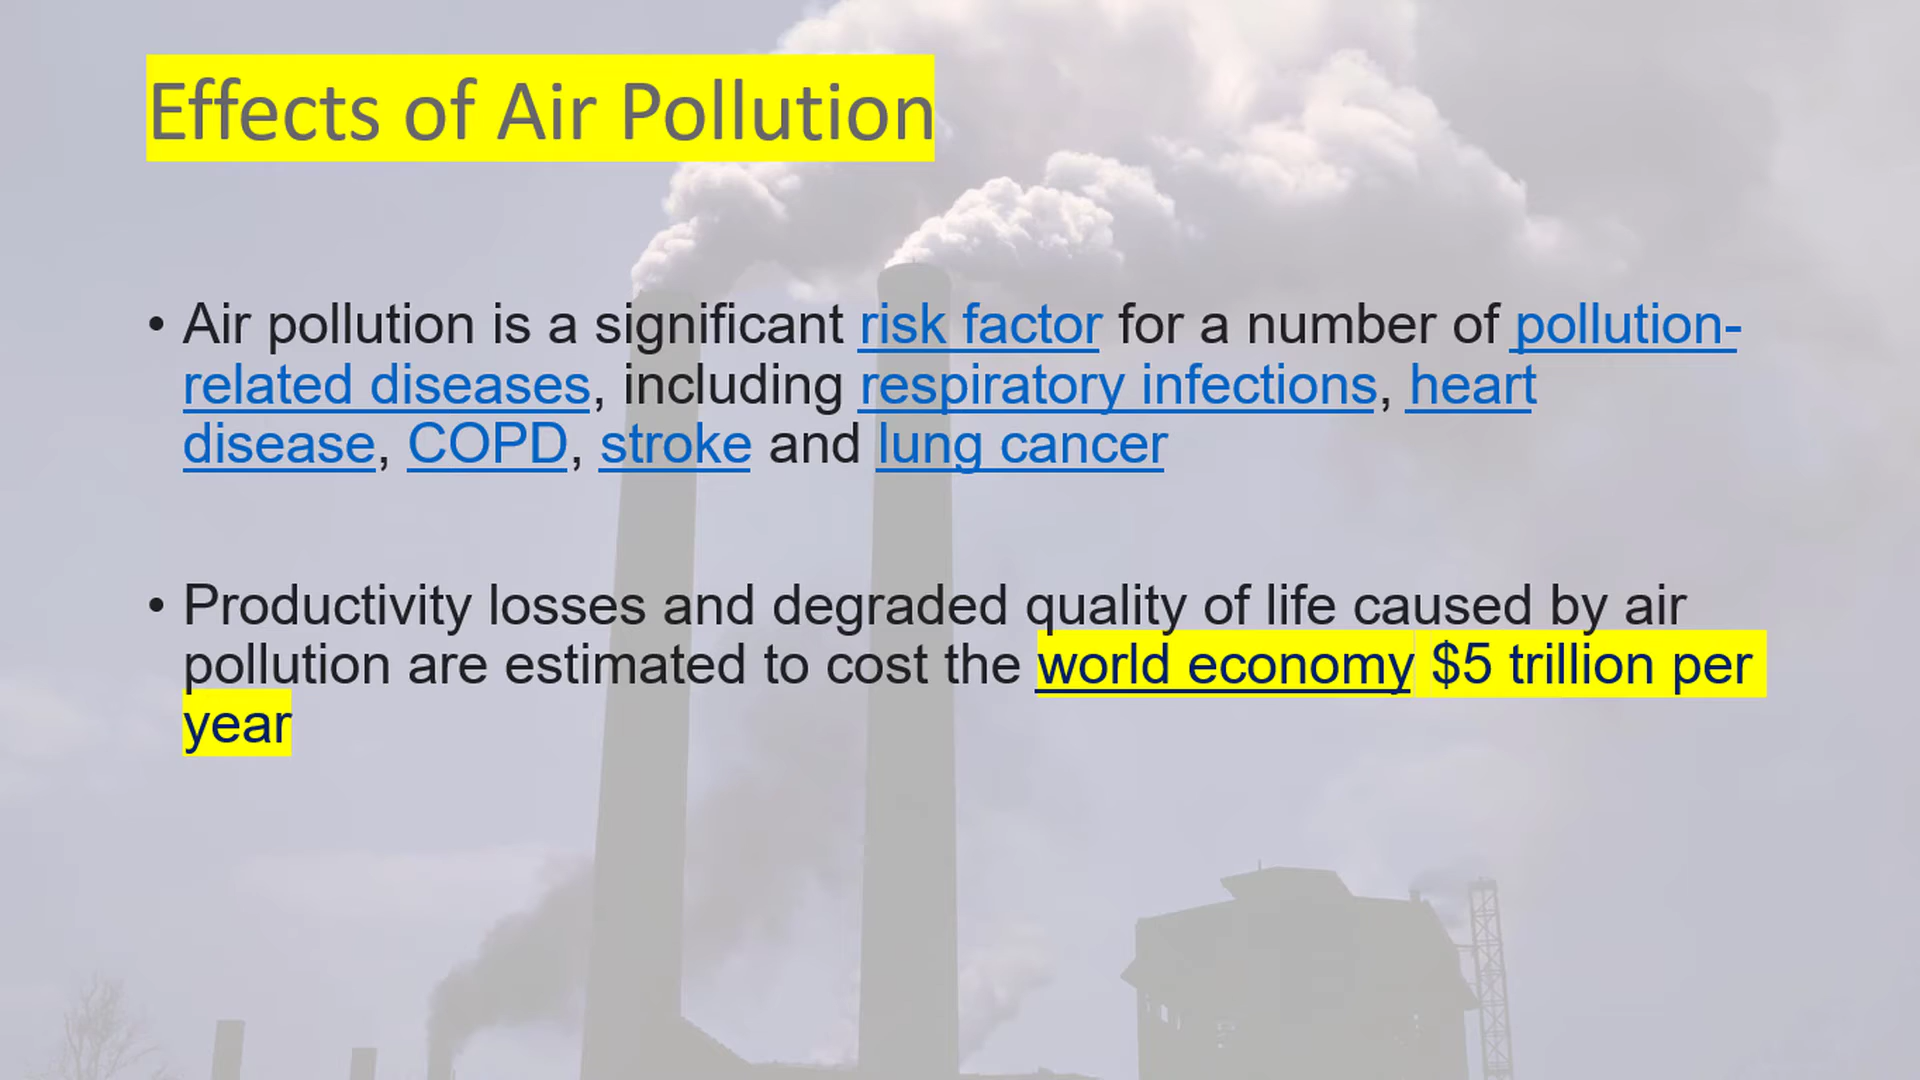 Effects of Air Pollution
• Air pollution is a significant risk factor for a number of pollution-
related diseases, including respiratory infections, heart
disease, COPD, stroke and lung cancer
• Productivity losses and degraded quality of life caused by air
pollution are estimated to cost the world economy $5 trillion per
year